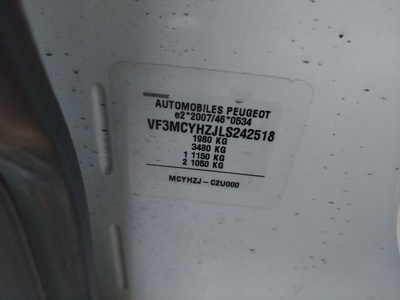 AUTOMOBILES PEUGEOT
e2*2007/46*0534
VF3MCYHZJLS242518
1980 KG
3480 KG
1 1150 KG
2 1050 KG
MCYHZJ-C2U000